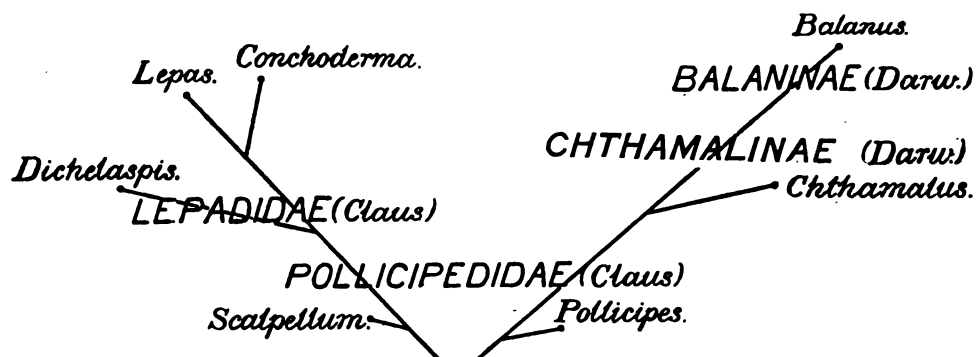 Balanus.
Conchoderma.
Lepas.
BALANINAE (Darw.)
CHTHAMALINAE (Darw.)
Dichelaspis.
Chthamalus.
LEPADIDAE (Claus)
POLLICIPEDIDAE (Claus)
Scalpellum.
Pollicipes.